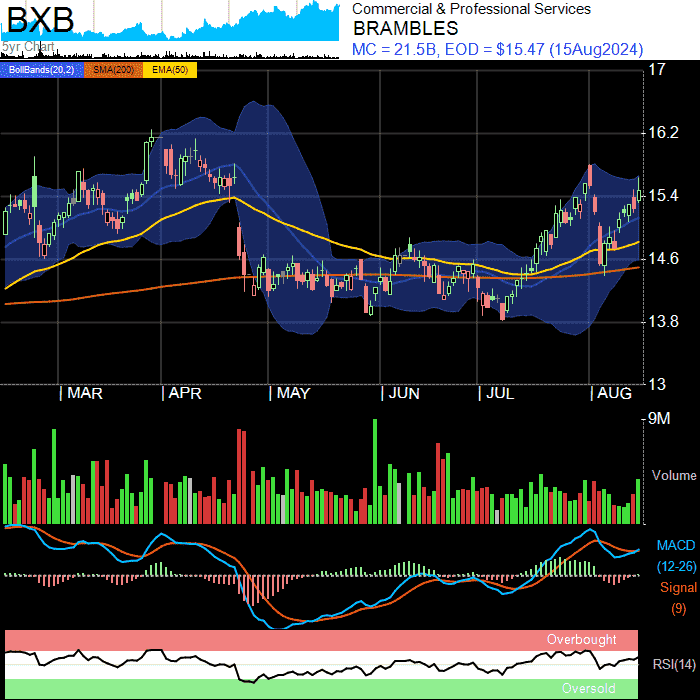 BXB
5yr Chart
Commercial & Professional Services
BRAMBLES
MC = 21.5B, EOD = $15.47 (15Aug2024)
BollBands(20,2) SMA(200) EMA(50)
17
16.2
15.4
14.6
13.8
13
MAR APR MAY JUN JUL AUG
9M
Volume
MACD
(12-26)
Signal
(9)
Overbought
RSI(14)
Oversold